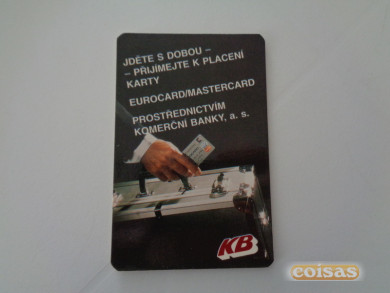 JDĚTE S DOBOU –
– PŘIJÍMEJTE K PLACENÍ
KARTY
EUROCARD/MASTERCARD
PROSTŘEDNICTVÍM
KOMERČNÍ BANKY, a. s.
KB
coisas